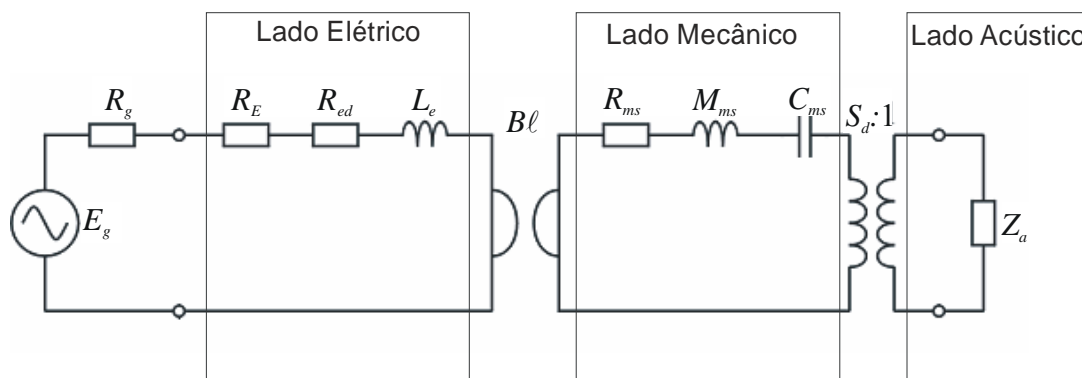 Lado Elétrico
Lado Mecânico
Lado Acústico
R_g
R_E
R_ed
L_e
Bℓ
R_ms
M_ms
C_ms
S_d:1
E_g
Z_a